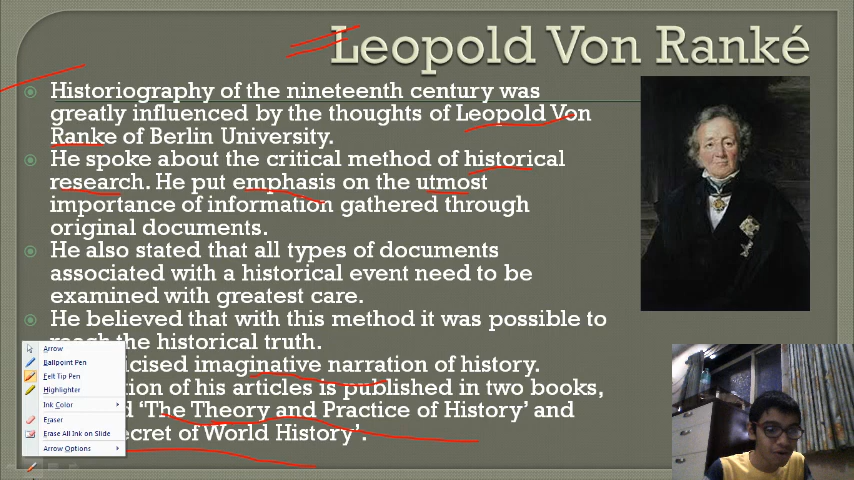 Leopold Von Ranké
Historiography of the nineteenth century was
greatly influenced by the thoughts of Leopold Von
Ranke of Berlin University.
He spoke about the critical method of historical
research. He put emphasis on the utmost
importance of information gathered through
original documents.
He also stated that all types of documents
associated with a historical event need to be
examined with greatest care.
He believed that with this method it was possible to
the historical truth.
imaginative narration of history.
of his articles is published in two books,
‘The Theory and Practice of History’ and
of World History’.
Arrow
Ballpoint Pen
Felt Tip Pen
Highlighter
Ink Color
Eraser
Erase All Ink on Slide
Arrow Options